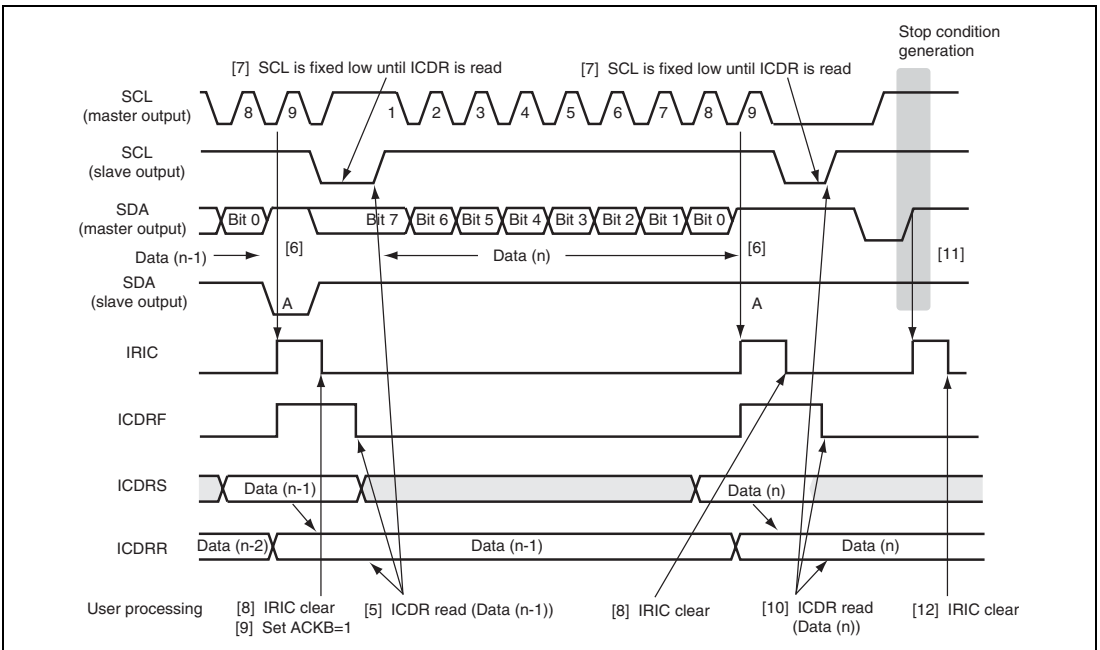 Stop condition
generation
[7] SCL is fixed low until ICDR is read
[7] SCL is fixed low until ICDR is read
SCL
(master output)
8 9 1 2 3 4 5 6 7 8 9
SCL
(slave output)
SDA
(master output)
Bit 0 Bit 7 Bit 6 Bit 5 Bit 4 Bit 3 Bit 2 Bit 1 Bit 0
Data (n-1) [6] Data (n) [6] [11]
SDA
(slave output)
A A
IRIC
ICDRF
ICDRS
Data (n-1) Data (n)
ICDRR
Data (n-2) Data (n-1) Data (n)
User processing
[8] IRIC clear
[9] Set ACKB=1
[5] ICDR read (Data (n-1))
[8] IRIC clear
[10] ICDR read
(Data (n))
[12] IRIC clear